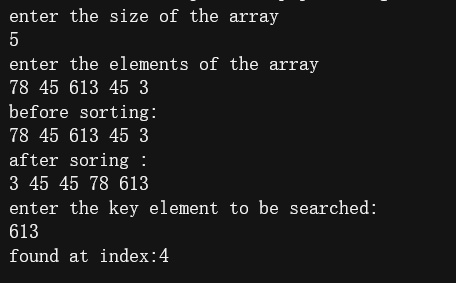 enter the size of the array
5
enter the elements of the array
78 45 613 45 3
before sorting:
78 45 613 45 3
after soring :
3 45 45 78 613
enter the key element to be searched:
613
found at index:4